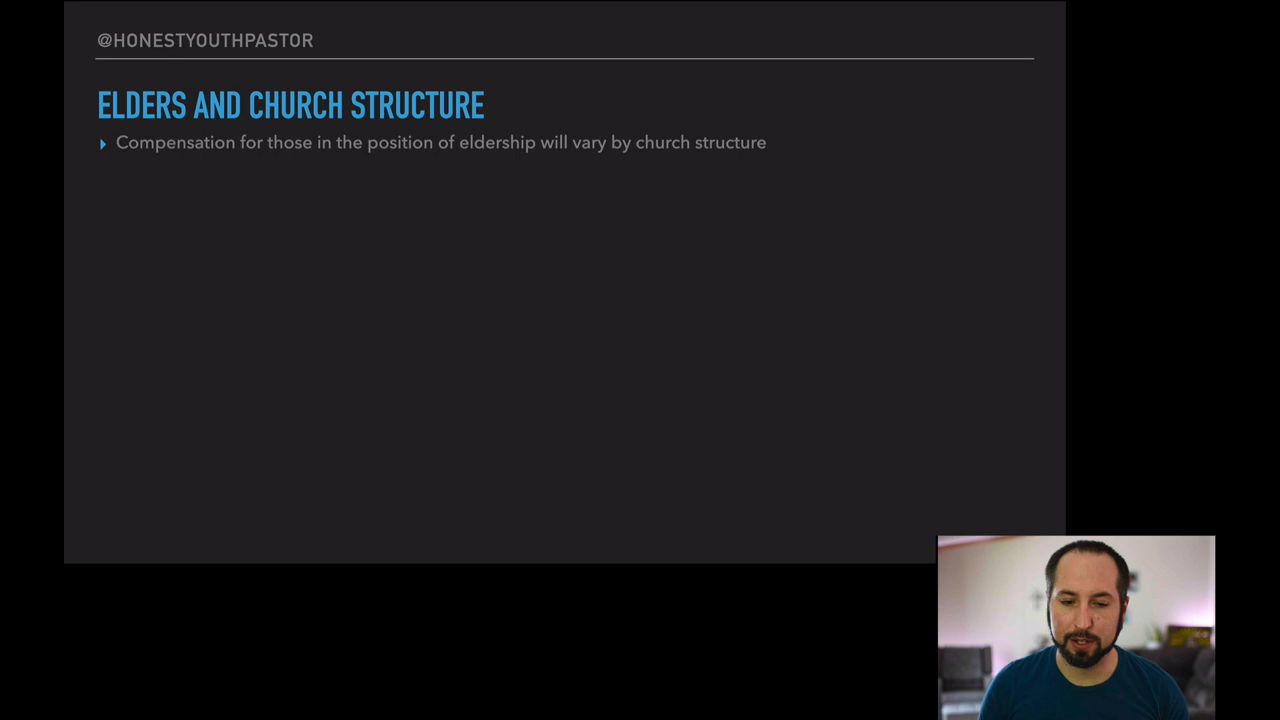 @HONESTYOUTHPASTOR
ELDERS AND CHURCH STRUCTURE
Compensation for those in the position of eldership will vary by church structure